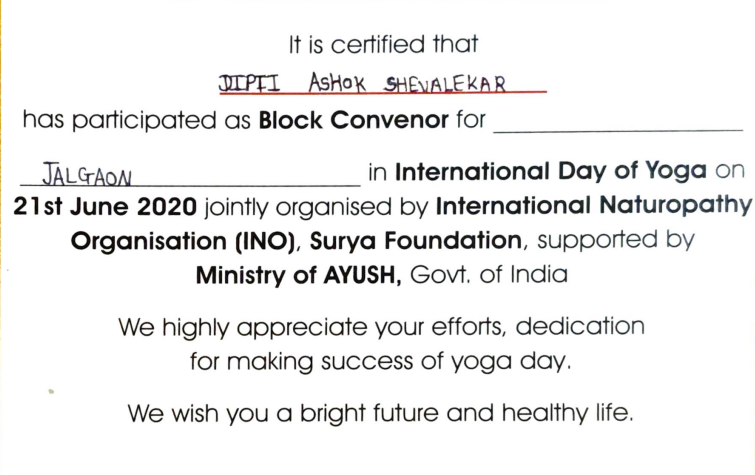 It is certified that
DIPTI ASHOK SHEVALEKAR
has participated as Block Convenor for
JALGAON in International Day of Yoga on
21st June 2020 jointly organised by International Naturopathy
Organisation (INO), Surya Foundation, supported by
Ministry of AYUSH, Govt. of India
We highly appreciate your efforts, dedication
for making success of yoga day.
We wish you a bright future and healthy life.